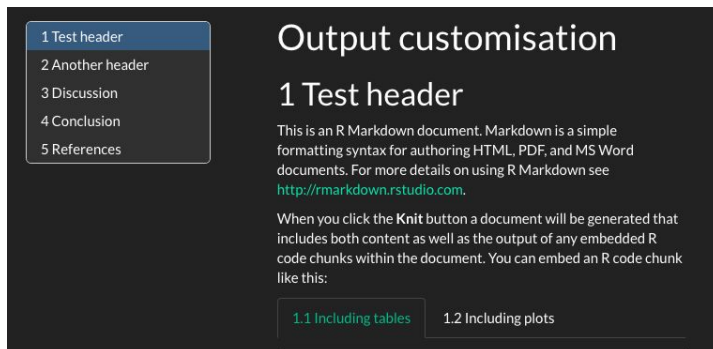 1 Test header
2 Another header
3 Discussion
4 Conclusion
5 References
Output customisation
1 Test header
This is an R Markdown document. Markdown is a simple
formatting syntax for authoring HTML, PDF, and MS Word
documents. For more details on using R Markdown see
http://rmarkdown.rstudio.com.
When you click the Knit button a document will be generated that
includes both content as well as the output of any embedded R
code chunks within the document. You can embed an R code chunk
like this:
1.1 Including tables
1.2 Including plots